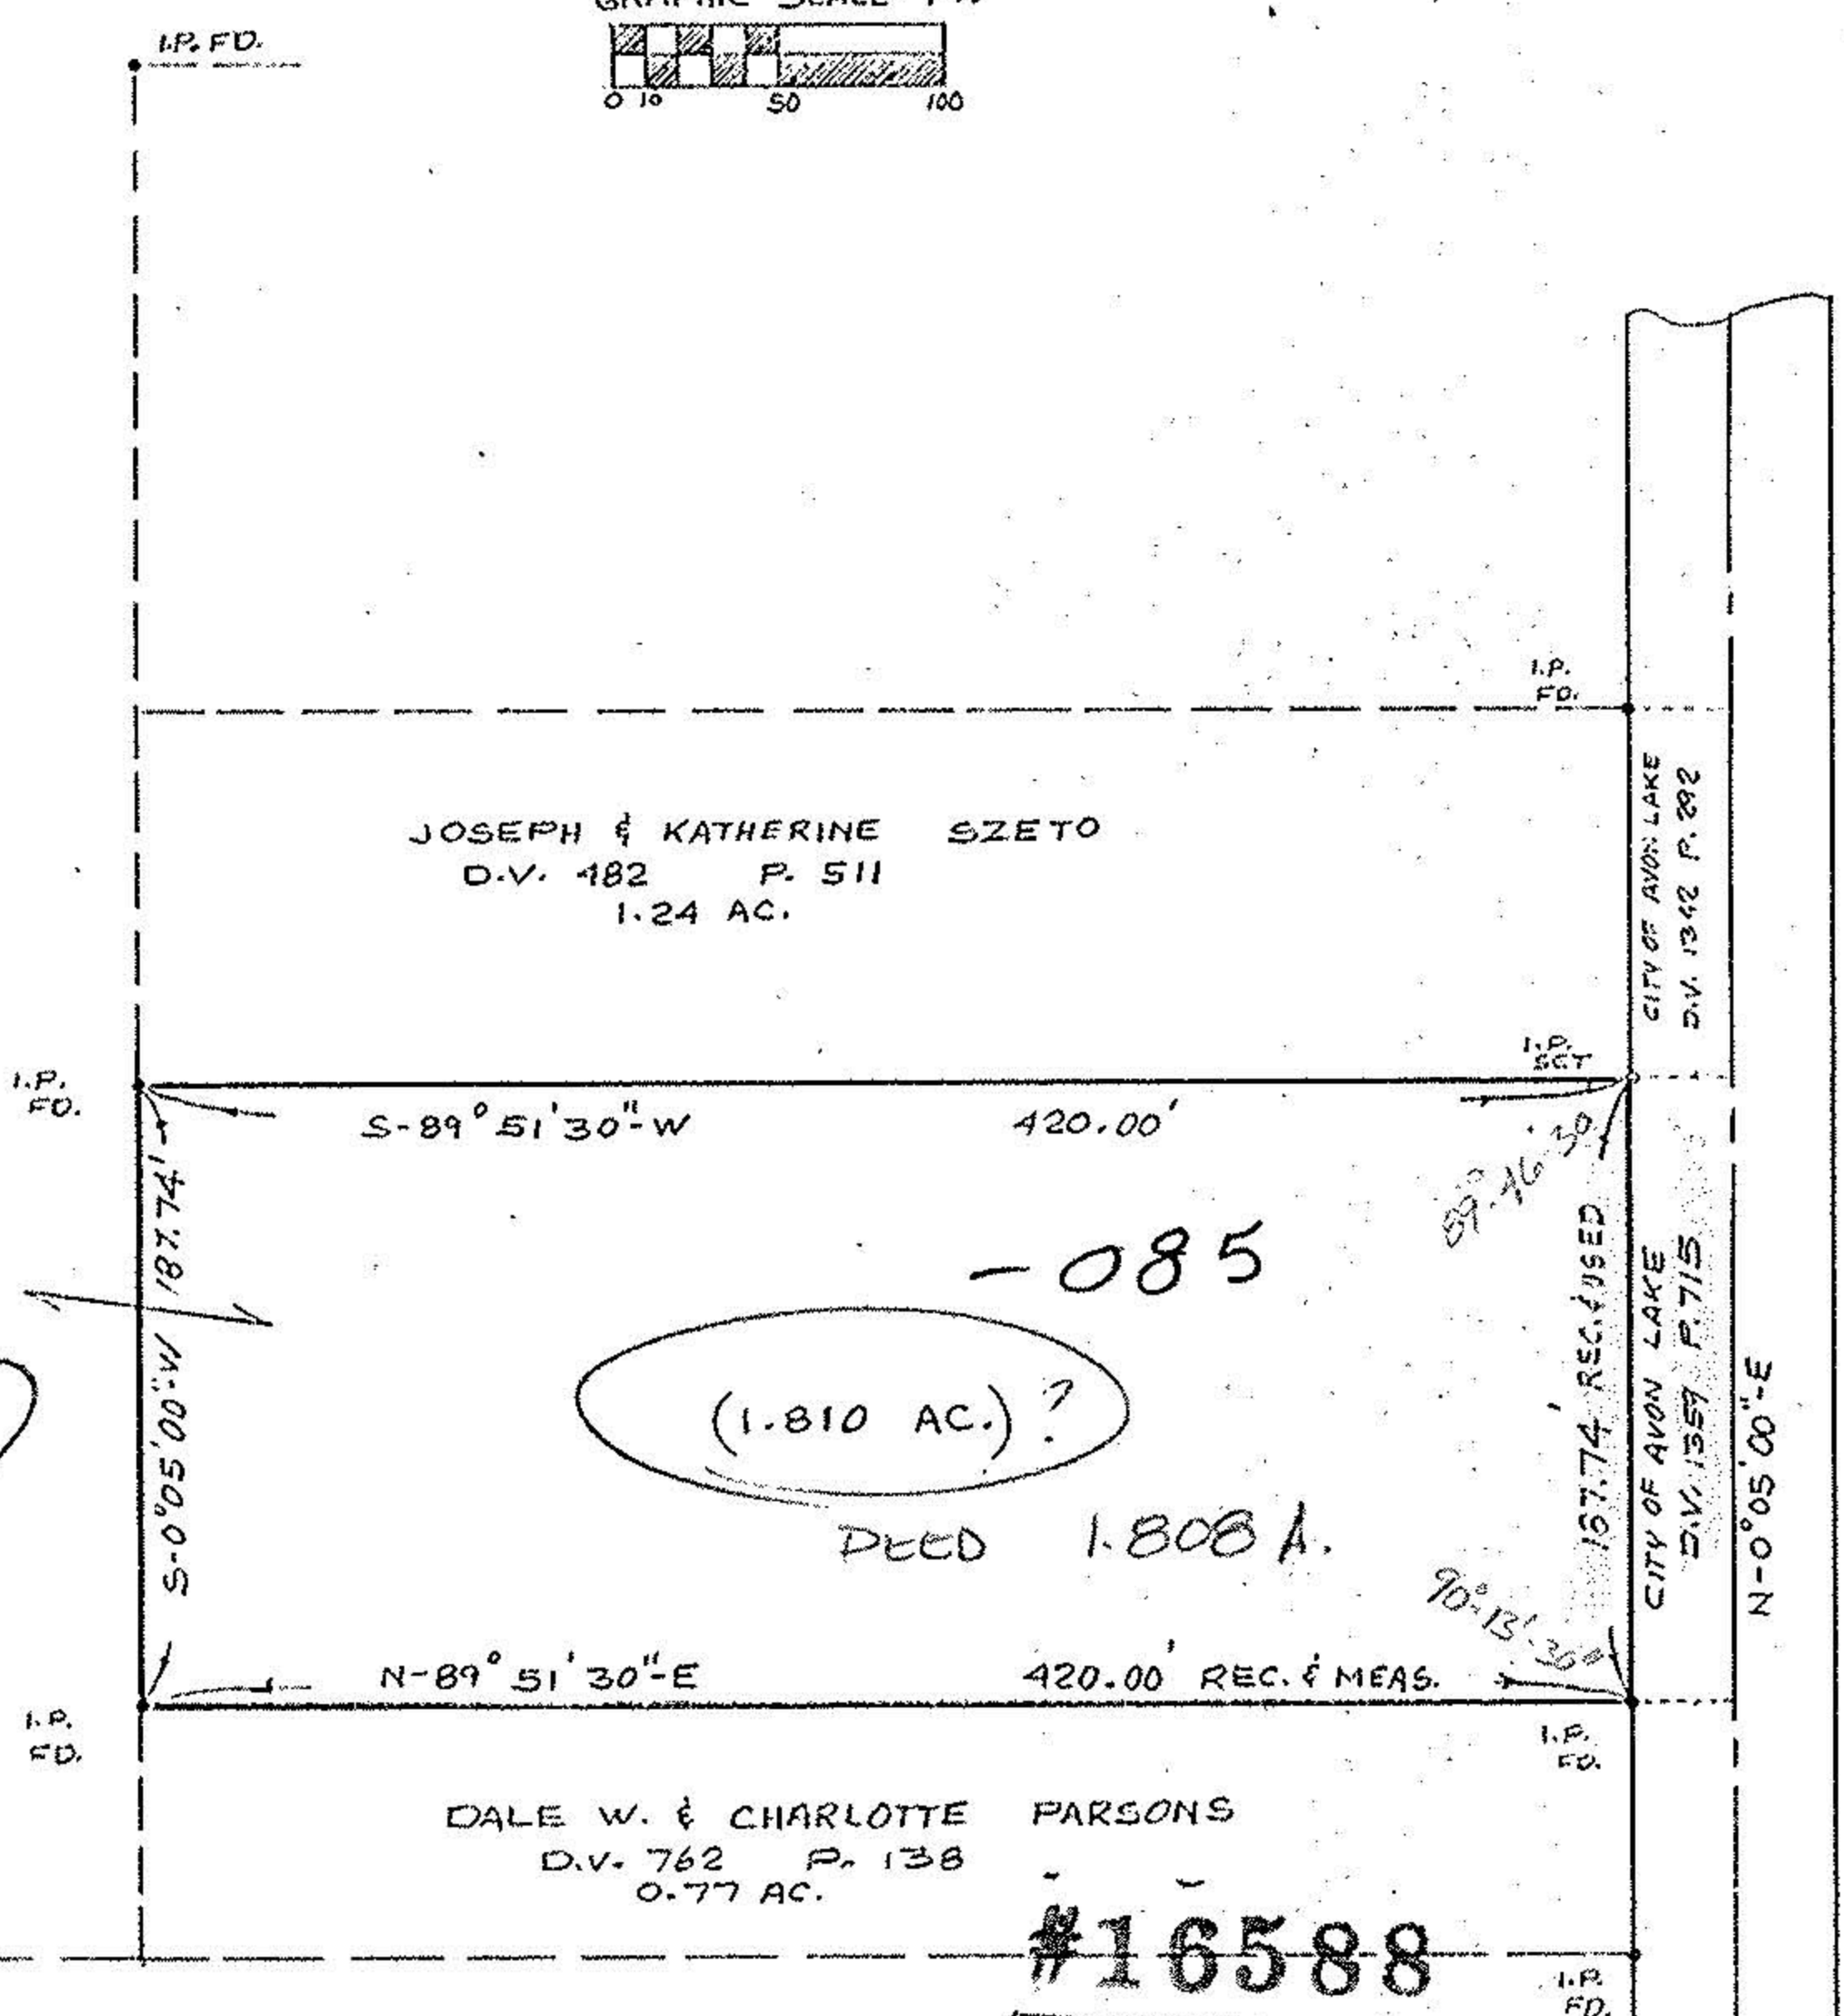 I.P. FD.
GRAPHIC SCALE
0 10 50 100
I.P.
FD.
JOSEPH & KATHERINE SZETO
D.V. 482 P. 511
1.24 AC.
CITY OF AVON LAKE
D.V. 1342 P. 292
I.P.
FD.
I.P.
SET
S-89° 51' 30"-W 420.00'
89°-46'-30"
S-0°05'00"-W 187.74'
-085
(1.810 AC.) ?
DEED 1.808 A.
187.74' REC. & USED
CITY OF AVON LAKE
D.V. 1359 P. 715
N-0°05'00"-E
90°-13'-30"
N-89° 51' 30"-E 420.00' REC. & MEAS.
I.P.
FD.
I.P.
FD.
DALE W. & CHARLOTTE PARSONS
D.V. 762 P. 138
0.77 AC.
#16588
I.P.
FD.